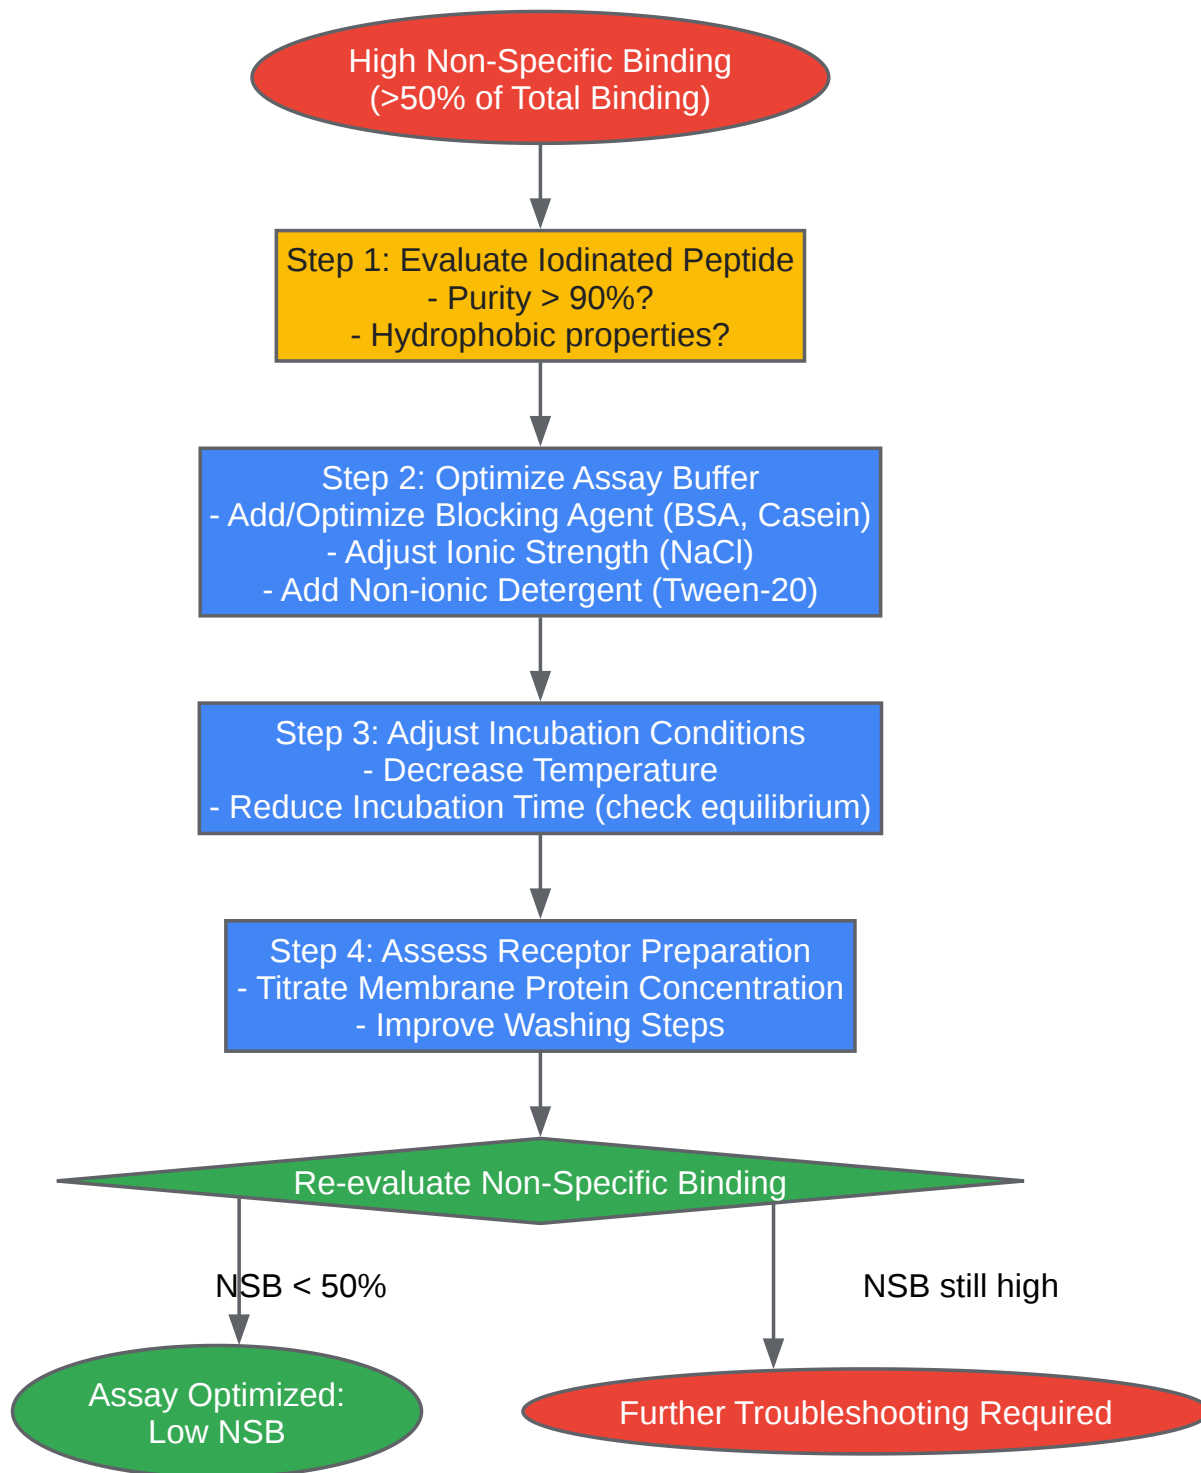 High Non-Specific Binding
(>50% of Total Binding)
Step 1: Evaluate Iodinated Peptide
- Purity > 90%?
- Hydrophobic properties?
Step 2: Optimize Assay Buffer
- Add/Optimize Blocking Agent (BSA, Casein)
- Adjust Ionic Strength (NaCl)
- Add Non-ionic Detergent (Tween-20)
Step 3: Adjust Incubation Conditions
- Decrease Temperature
- Reduce Incubation Time (check equilibrium)
Step 4: Assess Receptor Preparation
- Titrate Membrane Protein Concentration
- Improve Washing Steps
Re-evaluate Non-Specific Binding
NSB < 50%
NSB still high
Assay Optimized:
Low NSB
Further Troubleshooting Required